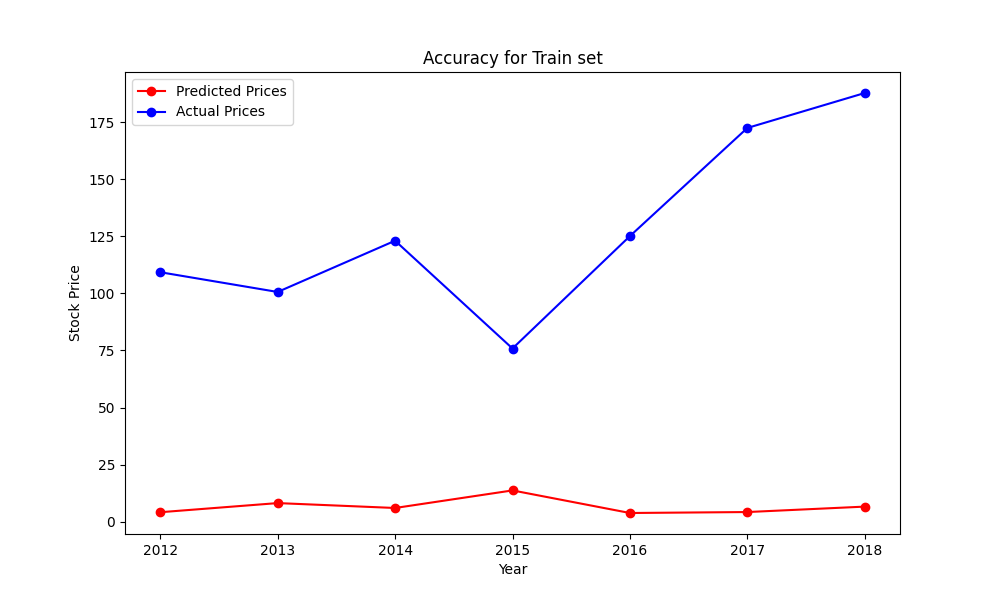 Accuracy for Train set
Predicted Prices
Actual Prices
175
150
125
100
75
50
25
0
Stock Price
2012 2013 2014 2015 2016 2017 2018
Year